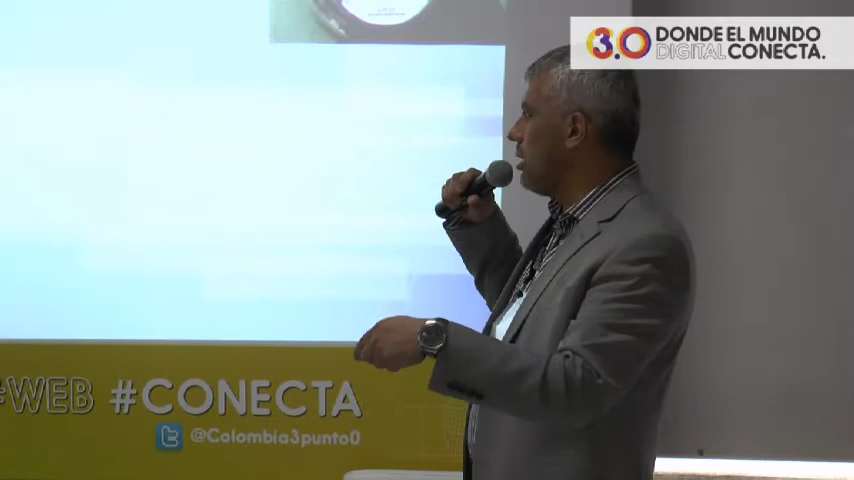 3.0
DONDE EL MUNDO
DIGITAL CONECTA.
#WEB #CONECTA
@Colombia3punto0